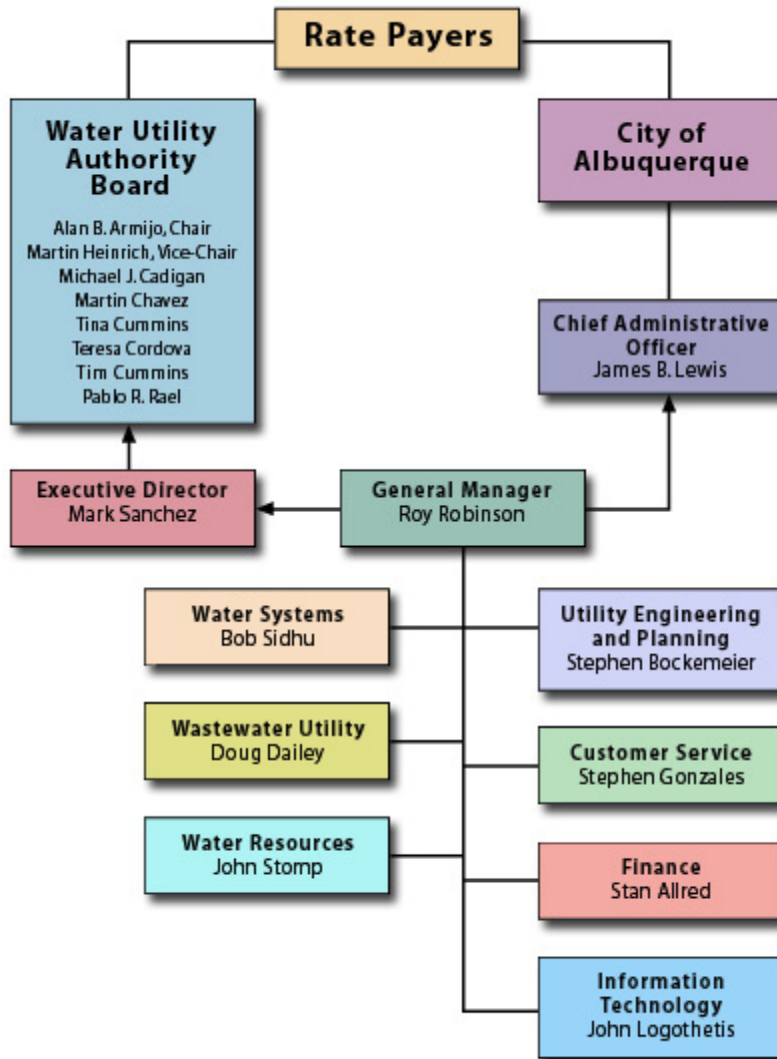 Rate Payers
Water Utility
Authority
Board
Alan B. Armijo, Chair
Martin Heinrich, Vice-Chair
Michael J. Cadigan
Martin Chavez
Tina Cummins
Teresa Cordova
Tim Cummins
Pablo R. Rael
City of
Albuquerque
Chief Administrative
Officer
James B. Lewis
Executive Director
Mark Sanchez
General Manager
Roy Robinson
Water Systems
Bob Sidhu
Utility Engineering
and Planning
Stephen Bockemeier
Wastewater Utility
Doug Dailey
Customer Service
Stephen Gonzales
Water Resources
John Stomp
Finance
Stan Allred
Information
Technology
John Logothetis